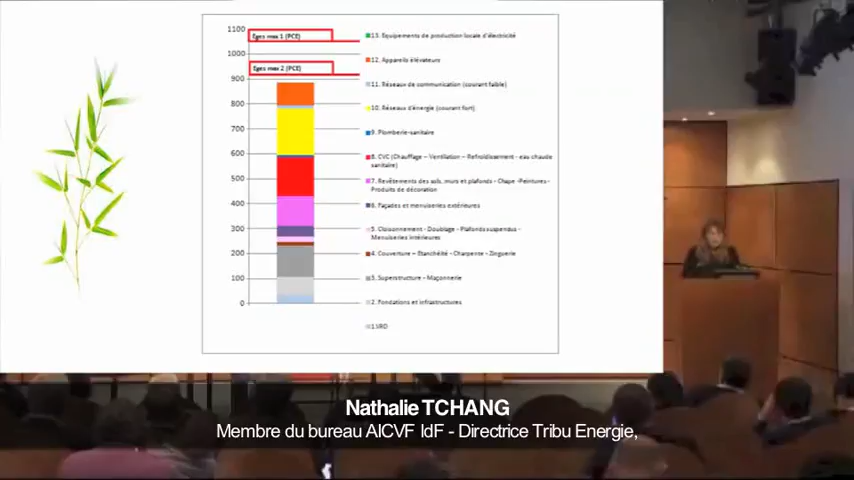 1100
1000
900
800
700
600
500
400
300
200
100
0
Eges max 1 (PCE)
Eges max 2 (PCE)
13. Equipements de production locale d'électricité
12. Appareils élévateurs
11. Réseaux de communication (courant faible)
10. Réseaux d'énergie (courant fort)
9. Plomberie-sanitaire
8. CVC (Chauffage – Ventilation – Refroidissement - eau chaude
sanitaire)
7. Revêtements des sols, murs et plafonds - Chape -Peintures -
Produits de décoration
6. Façades et menuiseries extérieures
5. Cloisonnement - Doublage - Plafonds suspendus -
Menuiseries intérieures
4. Couverture – Etanchéité - Charpente - Zinguerie
3. Superstructure - Maçonnerie
2. Fondations et infrastructures
1.VRD
Nathalie TCHANG
Membre du bureau AICVF IdF - Directrice Tribu Energie,